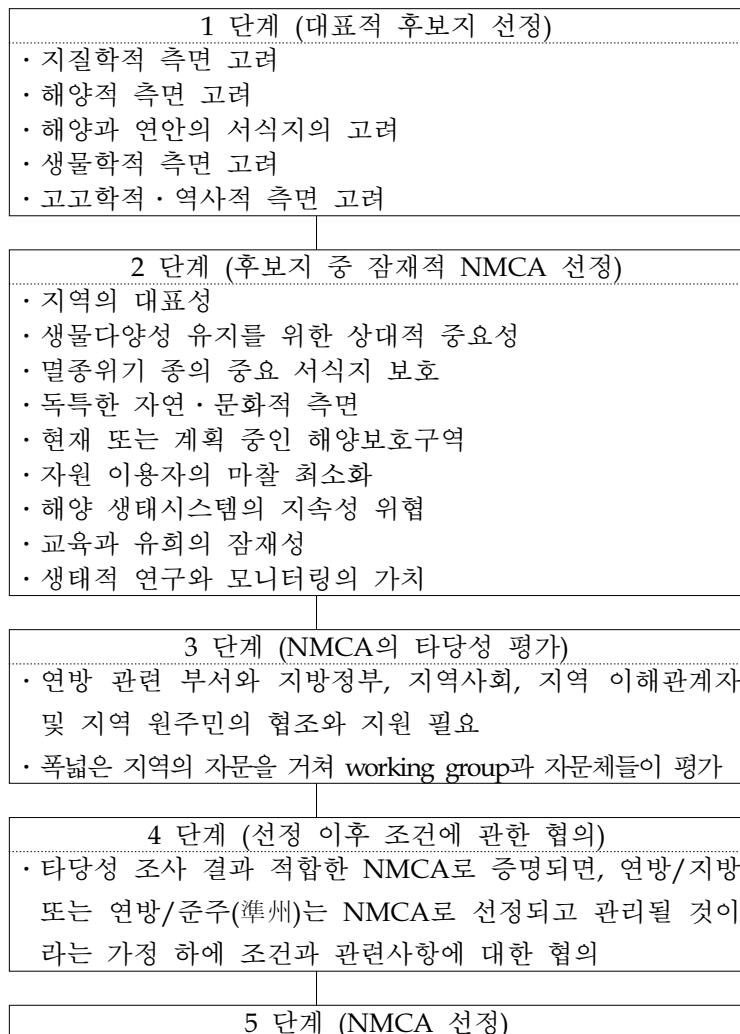 1 단계 (대표적 후보지 선정)
· 지질학적 측면 고려
· 해양적 측면 고려
· 해양과 연안의 서식지의 고려
· 생물학적 측면 고려
· 고고학적 · 역사적 측면 고려
2 단계 (후보지 중 잠재적 NMCA 선정)
· 지역의 대표성
· 생물다양성 유지를 위한 상대적 중요성
· 멸종위기 종의 중요 서식지 보호
· 독특한 자연 · 문화적 측면
· 현재 또는 계획 중인 해양보호구역
· 자원 이용자의 마찰 최소화
· 해양 생태시스템의 지속성 위협
· 교육과 유희의 잠재성
· 생태적 연구와 모니터링의 가치
3 단계 (NMCA의 타당성 평가)
· 연방 관련 부서와 지방정부, 지역사회, 지역 이해관계자
및 지역 원주민의 협조와 지원 필요
· 폭넓은 지역의 자문을 거쳐 working group과 자문체들이 평가
4 단계 (선정 이후 조건에 관한 협의)
· 타당성 조사 결과 적합한 NMCA로 증명되면, 연방/지방
또는 연방/준주(準州)는 NMCA로 선정되고 관리될 것이
라는 가정 하에 조건과 관련사항에 대한 협의
5 단계 (NMCA 선정)